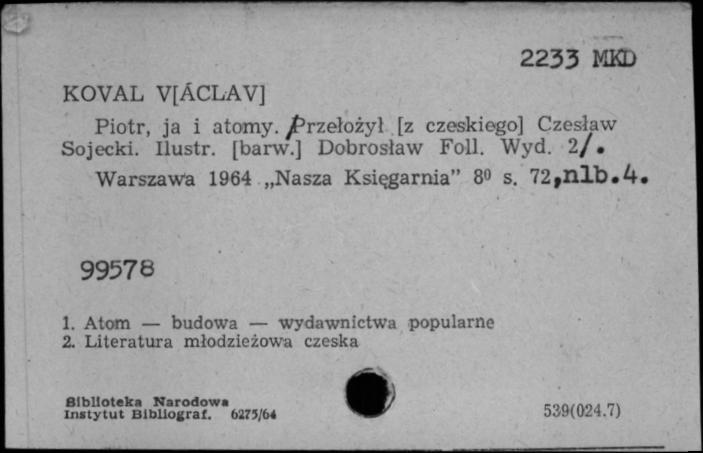 2233 MKD
KOVAL V[ÁCLAV]
Piotr, ja i atomy. Przełożył [z czeskiego] Czesław
Sojecki. Ilustr. [barw.] Dobrosław Foll. Wyd. 2/.
Warszawa 1964 „Nasza Księgarnia” 8⁰ s. 72,nlb.4.
99578
1. Atom — budowa — wydawnictwa popularne
2. Literatura młodzieżowa czeska
Biblioteka Narodowa
Instytut Bibliograf. 6275/64
539(024.7)